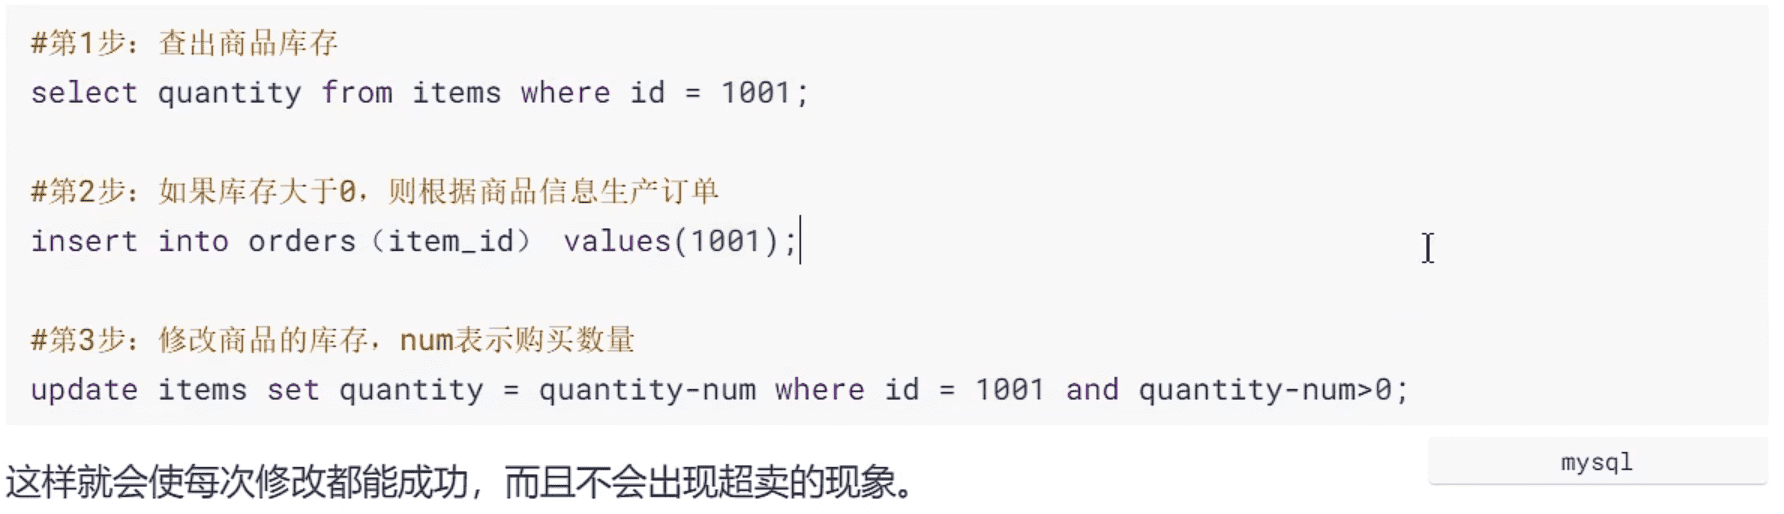 #第1步：查出商品库存
select quantity from items where id = 1001;
#第2步：如果库存大于0，则根据商品信息生产订单
insert into orders（item_id） values(1001);
#第3步：修改商品的库存，num表示购买数量
update items set quantity = quantity-num where id = 1001 and quantity-num>0;
mysql
这样就会使每次修改都能成功，而且不会出现超卖的现象。